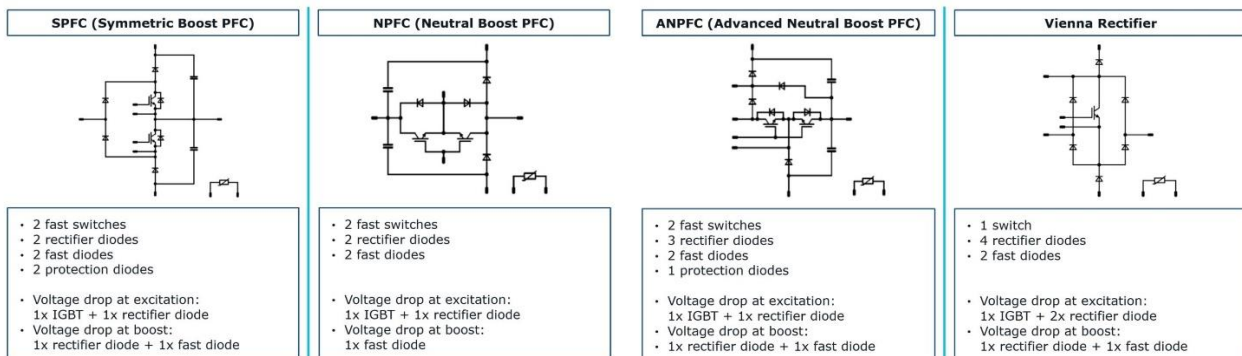 SPFC (Symmetric Boost PFC)
• 2 fast switches
• 2 rectifier diodes
• 2 fast diodes
• 2 protection diodes
• Voltage drop at excitation:
1x IGBT + 1x rectifier diode
• Voltage drop at boost:
1x rectifier diode + 1x fast diode
NPFC (Neutral Boost PFC)
• 2 fast switches
• 2 rectifier diodes
• 2 fast diodes
• Voltage drop at excitation:
1x IGBT + 1x rectifier diode
• Voltage drop at boost:
1x fast diode
ANPFC (Advanced Neutral Boost PFC)
• 2 fast switches
• 3 rectifier diodes
• 2 fast diodes
• 1 protection diodes
• Voltage drop at excitation:
1x IGBT + 1x rectifier diode
• Voltage drop at boost:
1x rectifier diode + 1x fast diode
Vienna Rectifier
• 1 switch
• 4 rectifier diodes
• 2 fast diodes
• Voltage drop at excitation:
1x IGBT + 2x rectifier diode
• Voltage drop at boost:
1x rectifier diode + 1x fast diode